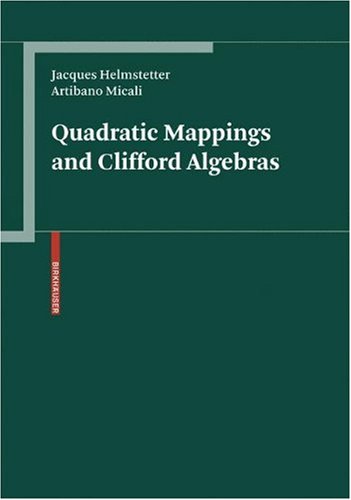 Jacques Helmstetter
Artibano Micali
Quadratic Mappings
and Clifford Algebras
BIRKHÄUSER